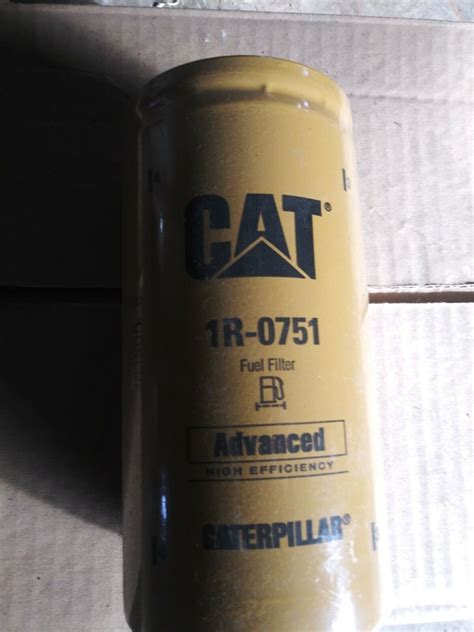 CAT®
1R-0751
Fuel Filter
Advanced
HIGH EFFICIENCY
CATERPILLAR®